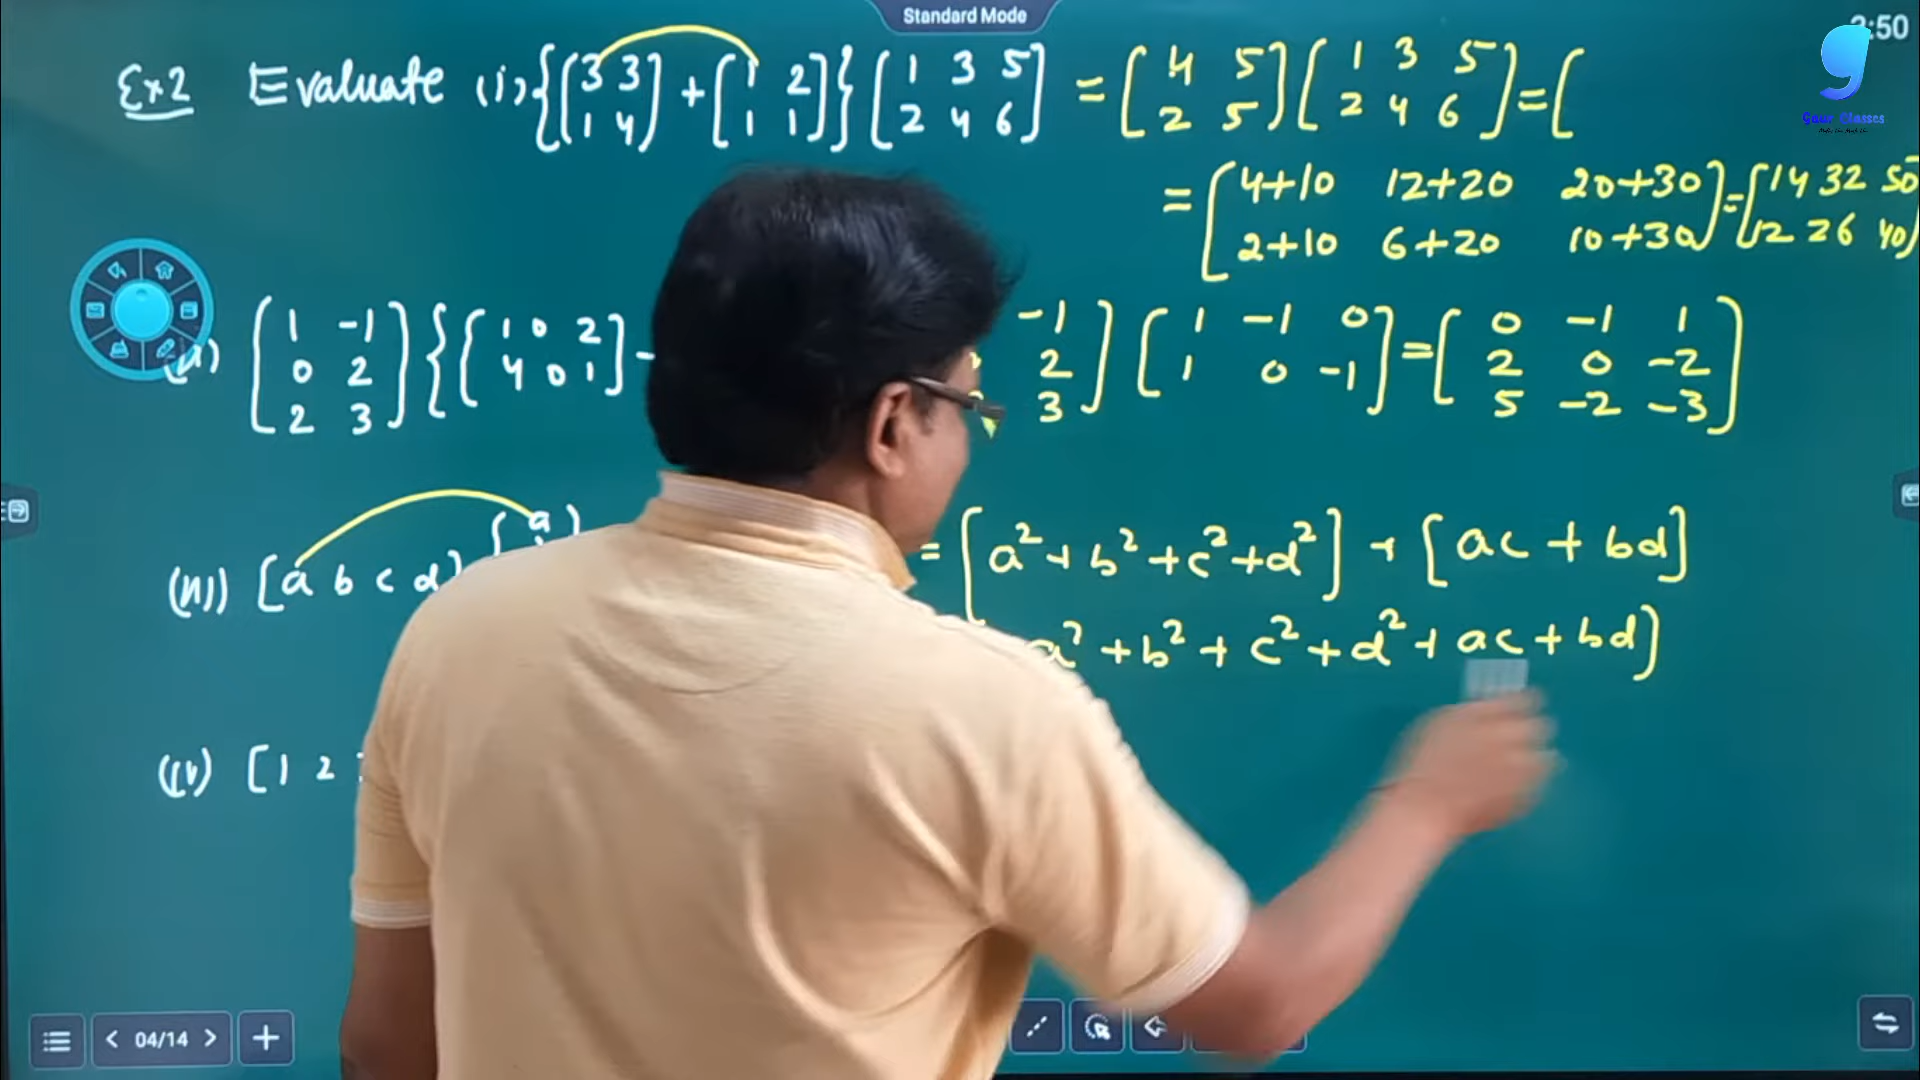 Standard Mode
:50
Gaur Classes
Ex2 Evaluate (i) {[3 3] + [1 2]} [1 3 5] = [4 5] [1 3 5] = [
[1 4] [1 1] [2 4 6] [2 5] [2 4 6]
= [4+10 12+20 20+30] = [14 32 50
[2+10 6+20 10+30] [12 26 40]
[1 -1] {[1 0 2] - -1] [1 -1 0] = [0 -1 1]
[0 2] [4 0 1] 2] [1 0 -1] [2 0 -2]
[2 3] 3] [5 -2 -3]
[a b c d] [a] = [a²+b²+c²+d²] + [ac + bd]
a²+b²+c²+d²+ac+bd]
[1 2
04/14